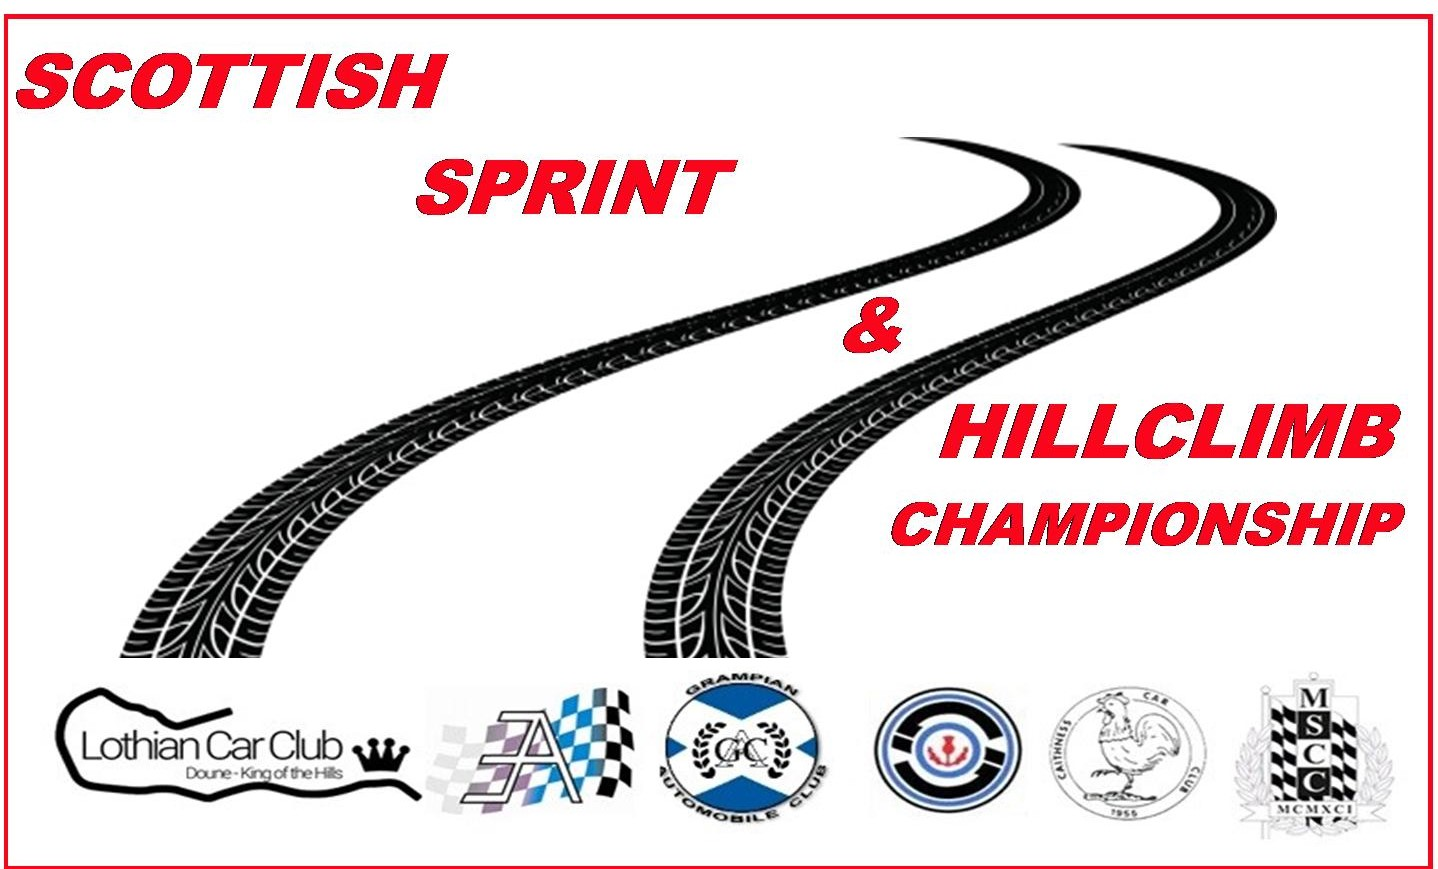 SCOTTISH
SPRINT
&
HILLCLIMB
CHAMPIONSHIP
Lothian Car Club
Doune - King of the Hills
GRAMPIAN
AUTOMOBILE CLUB
GAC
CAITHNESS CAR CLUB
1955
MSCC
MCMXCI